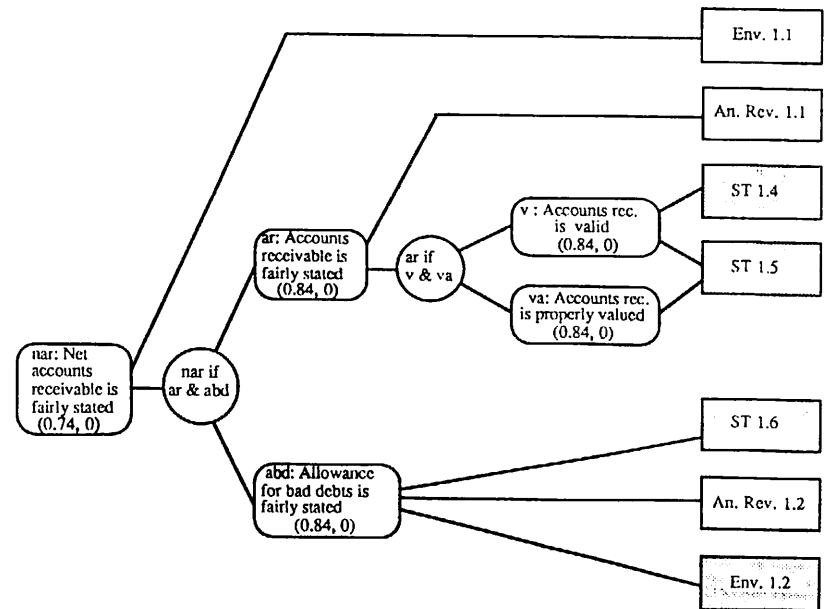 Env. 1.1
An. Rev. 1.1
ST 1.4
v : Accounts rec.
is valid
(0.84, 0)
ar: Accounts
receivable is
fairly stated
(0.84, 0)
ar if
v & va
ST 1.5
va: Accounts rec.
is properly valued
(0.84, 0)
nar: Net
accounts
receivable is
fairly stated
(0.74, 0)
nar if
ar & abd
ST 1.6
abd: Allowance
for bad debts is
fairly stated
(0.84, 0)
An. Rev. 1.2
Env. 1.2